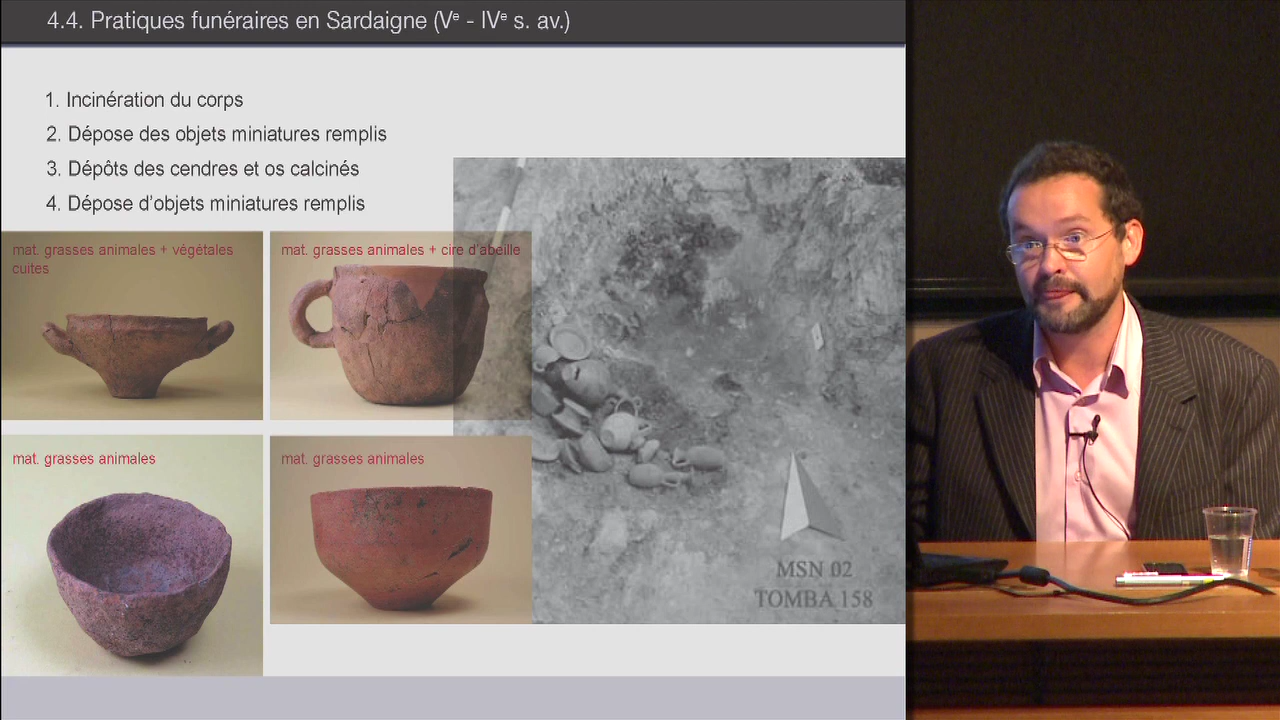 4.4. Pratiques funéraires en Sardaigne (Vᵉ - IVᵉ s. av.)
1. Incinération du corps
2. Dépose des objets miniatures remplis
3. Dépôts des cendres et os calcinés
4. Dépose d'objets miniatures remplis
mat. grasses animales + végétales
cuites
mat. grasses animales + cire d'abeille
mat. grasses animales
mat. grasses animales
MSN 02
TOMBA 158